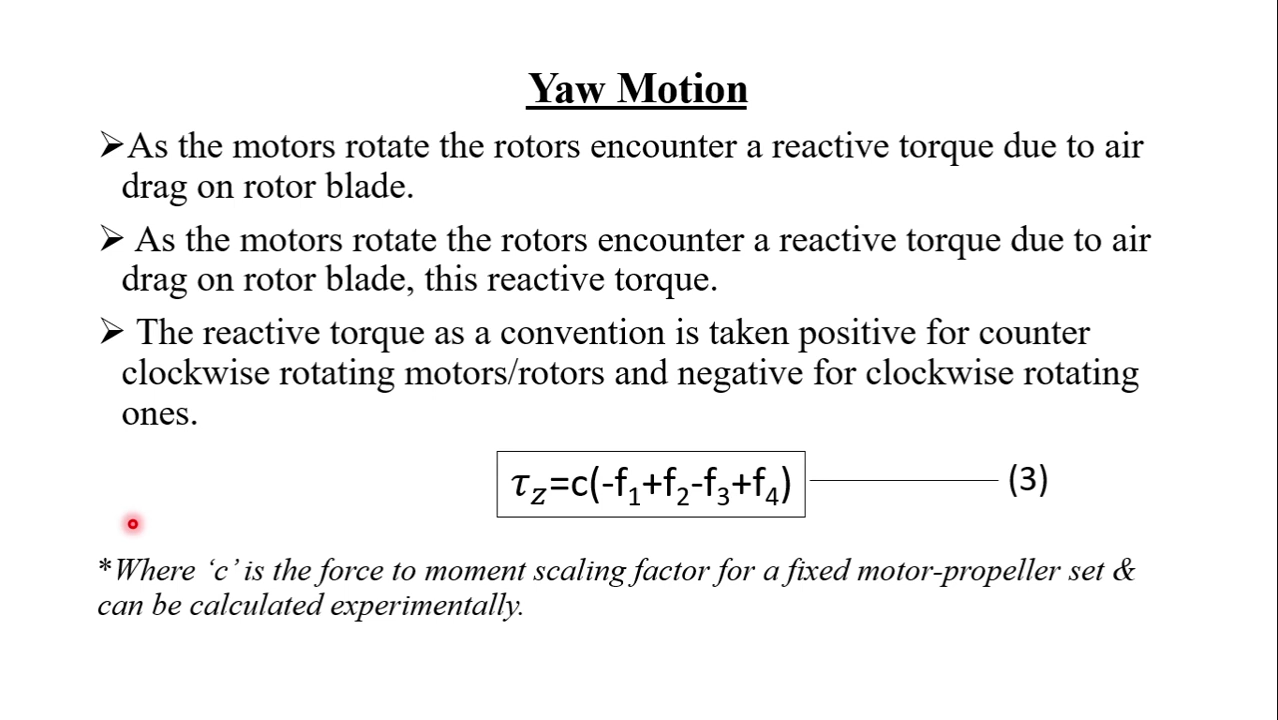 Yaw Motion
➢As the motors rotate the rotors encounter a reactive torque due to air
drag on rotor blade.
➢ As the motors rotate the rotors encounter a reactive torque due to air
drag on rotor blade, this reactive torque.
➢ The reactive torque as a convention is taken positive for counter
clockwise rotating motors/rotors and negative for clockwise rotating
ones.
τ_z=c(-f₁+f₂-f₃+f₄) (3)
*Where ‘c’ is the force to moment scaling factor for a fixed motor-propeller set &
can be calculated experimentally.